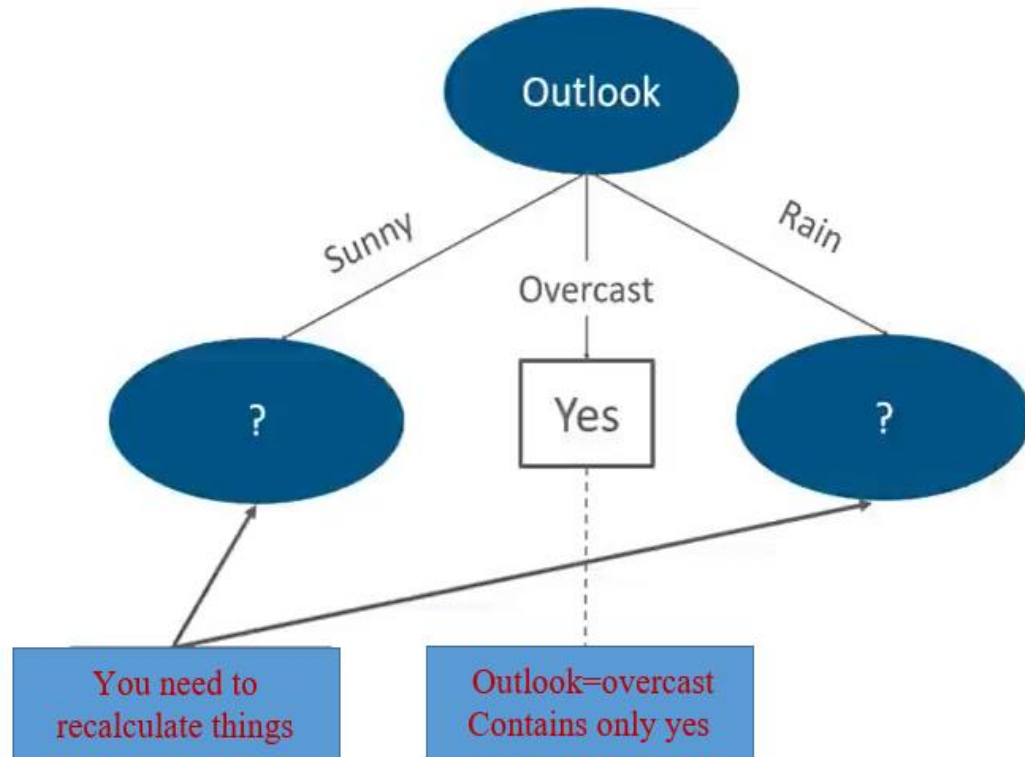 Outlook
Sunny
Rain
Overcast
?
Yes
?
You need to
recalculate things
Outlook=overcast
Contains only yes